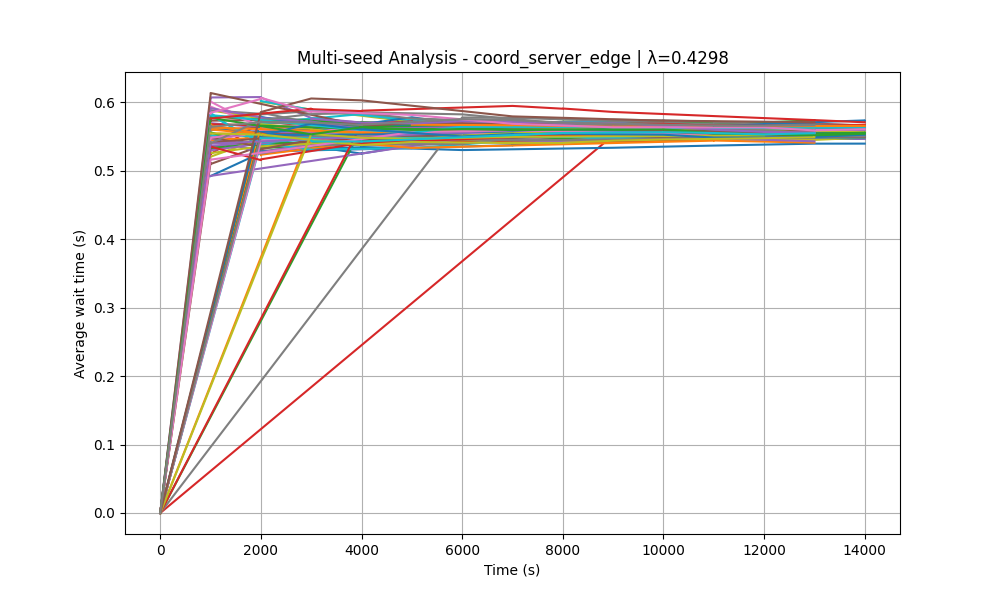 Multi-seed Analysis - coord_server_edge | λ=0.4298
0.6
0.5
0.4
0.3
0.2
0.1
0.0
Average wait time (s)
0 2000 4000 6000 8000 10000 12000 14000
Time (s)